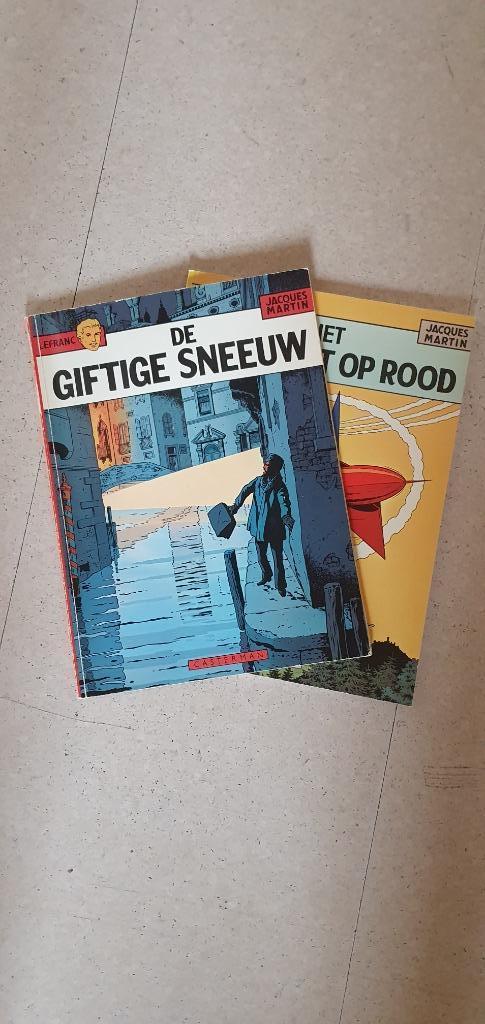 LEFRANC
JACQUES
MARTIN
DE
GIFTIGE SNEEUW
CASTERMAN
JACQUES
MARTIN
HET
T OP ROOD